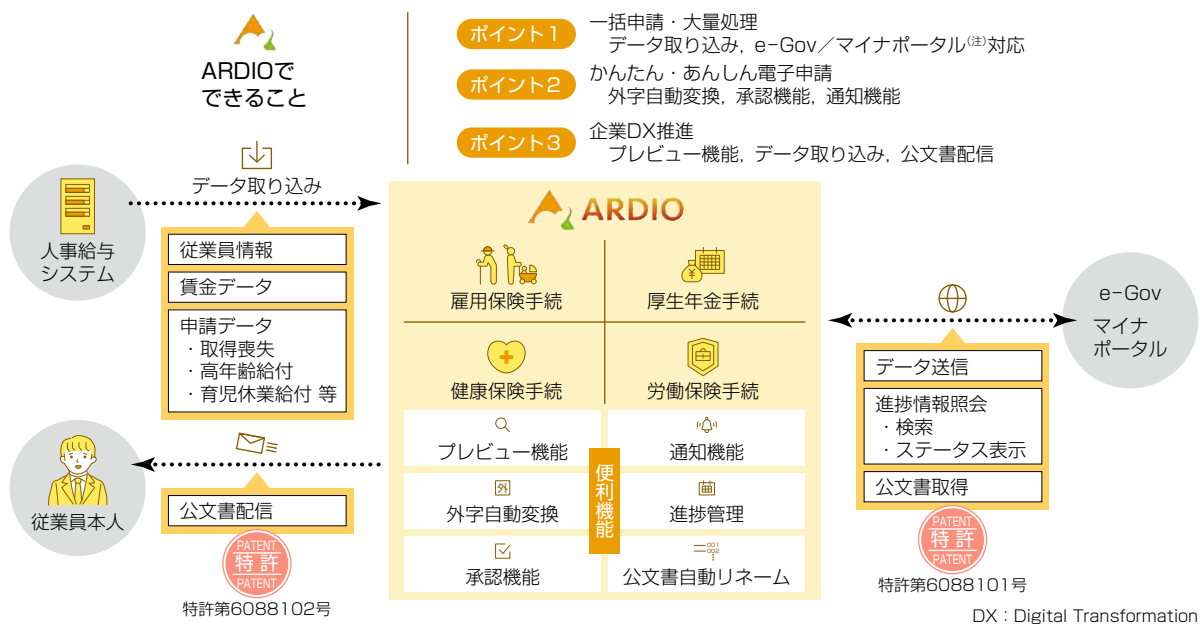 ARDIOで
できること
ポイント1
一括申請・大量処理
データ取り込み, e-Gov／マイナポータル(注)対応
ポイント2
かんたん・あんしん電子申請
外字自動変換, 承認機能, 通知機能
ポイント3
企業DX推進
プレビュー機能, データ取り込み, 公文書配信
人事給与
システム
データ取り込み
従業員情報
賃金データ
申請データ
・取得喪失
・高年齢給付
・育児休業給付 等
従業員本人
公文書配信
PATENT
特許
PATENT
特許第6088102号
ARDIO
雇用保険手続
厚生年金手続
健康保険手続
労働保険手続
便利機能
プレビュー機能
通知機能
外
外字自動変換
進捗管理
承認機能
001
002
公文書自動リネーム
e-Gov
マイナ
ポータル
データ送信
進捗情報照会
・検索
・ステータス表示
公文書取得
PATENT
特許
PATENT
特許第6088101号
DX：Digital Transformation